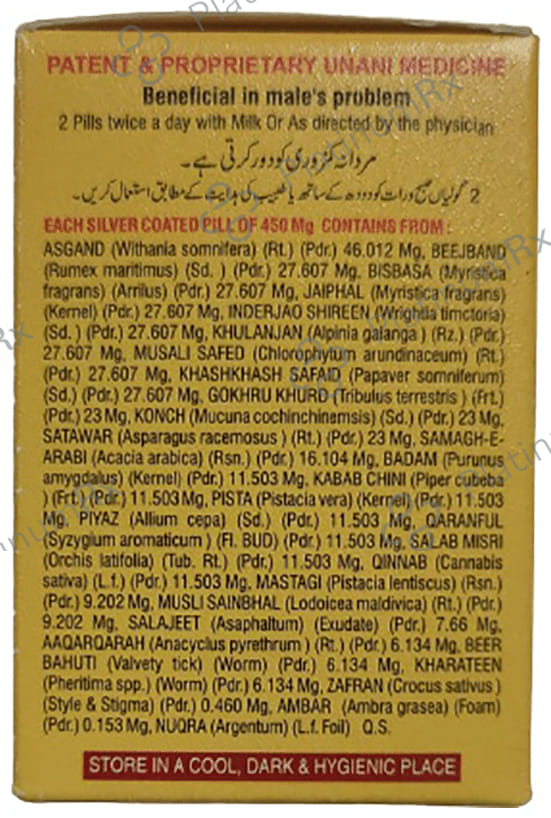 PATENT & PROPRIETARY UNANI MEDICINE
Beneficial in male's problem
2 Pills twice a day with Milk Or As directed by the physician
مردانہ کمزوری کو دور کرتی ہے۔
2 گولیاں صبح و رات کو دودھ کے ساتھ یا طبیب کی ہدایت کے مطابق استعمال کریں۔
EACH SILVER COATED PILL OF 450 Mg CONTAINS FROM :
ASGAND (Withania somnifera) (Rt.) (Pdr.) 46.012 Mg, BEEJBAND
(Rumex maritimus) (Sd. ) (Pdr.) 27.607 Mg, BISBASA (Myristica
fragrans) (Arrilus) (Pdr.) 27.607 Mg, JAIPHAL (Myristica fragrans)
(Kernel) (Pdr.) 27.607 Mg, INDERJAO SHIREEN (Wrightia timctoria)
(Sd. ) (Pdr.) 27.607 Mg, KHULANJAN (Alpinia galanga ) (Rz.) (Pdr.)
27.607 Mg, MUSALI SAFED (Chlorophytum arundinaceum) (Rt.)
(Pdr.) 27.607 Mg, KHASHKHASH SAFAID (Papaver somniferum)
(Sd.) (Pdr.) 27.607 Mg, GOKHRU KHURD (Tribulus terrestris ) (Frt.)
(Pdr.) 23 Mg, KONCH (Mucuna cochinchinemsis) (Sd.) (Pdr.) 23 Mg,
SATAWAR (Asparagus racemosus ) (Rt.) (Pdr.) 23 Mg, SAMAGH-E-
ARABI (Acacia arabica) (Rsn.) (Pdr.) 16.104 Mg, BADAM (Purunus
amygdalus) (Kernel) (Pdr.) 11.503 Mg, KABAB CHINI (Piper cubeba
) (Frt.) (Pdr.) 11.503 Mg, PISTA (Pistacia vera) (Kernel) (Pdr.) 11.503
Mg, PIYAZ (Allium cepa) (Sd.) (Pdr.) 11.503 Mg, QARANFUL
(Syzygium aromaticum ) (Fl. BUD) (Pdr.) 11.503 Mg, SALAB MISRI
(Orchis latifolia) (Tub. Rt.) (Pdr.) 11.503 Mg, QINNAB (Cannabis
sativa) (L.f.) (Pdr.) 11.503 Mg, MASTAGI (Pistacia lentiscus) (Rsn.)
(Pdr.) 9.202 Mg, MUSLI SAINBHAL (Lodoicea maldivica) (Rt.) (Pdr.)
9.202 Mg, SALAJEET (Asaphaltum) (Exudate) (Pdr.) 7.66 Mg,
AAQARQARAH (Anacyclus pyrethrum ) (Rt.) (Pdr.) 6.134 Mg, BEER
BAHUTI (Valvety tick) (Worm) (Pdr.) 6.134 Mg, KHARATEEN
(Pheritima spp.) (Worm) (Pdr.) 6.134 Mg, ZAFRAN (Crocus sativus )
(Style & Stigma) (Pdr.) 0.460 Mg, AMBAR (Ambra grasea) (Foam)
(Pdr.) 0.153 Mg, NUQRA (Argentum) (L.f. Foil) Q.S.
STORE IN A COOL, DARK & HYGIENIC PLACE